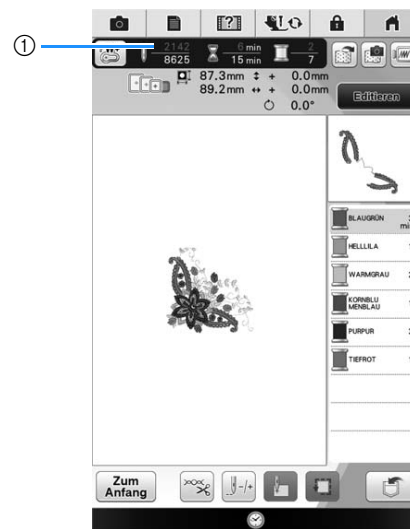 ①
2142 6 min 2
8625 15 min 7
87.3mm ↕ + 0.0mm
89.2mm ↔ + 0.0mm
0.0°
Editieren
BLAUGRÜN
HELLLILA
WARMGRAU
KORNBLU
MENBLAU
PURPUR
TIEFROT
Zum
Anfang